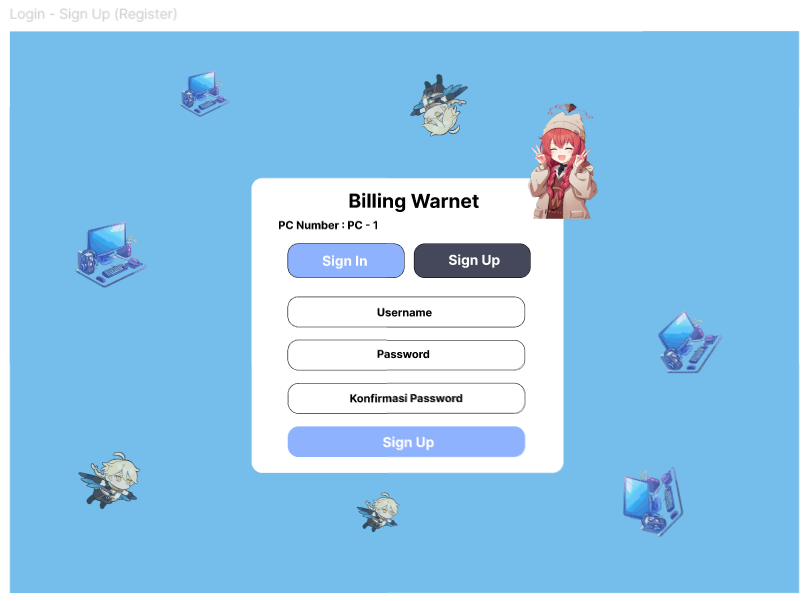 Login - Sign Up (Register)
Billing Warnet
PC Number : PC - 1
Sign In
Sign Up
Username
Password
Konfirmasi Password
Sign Up